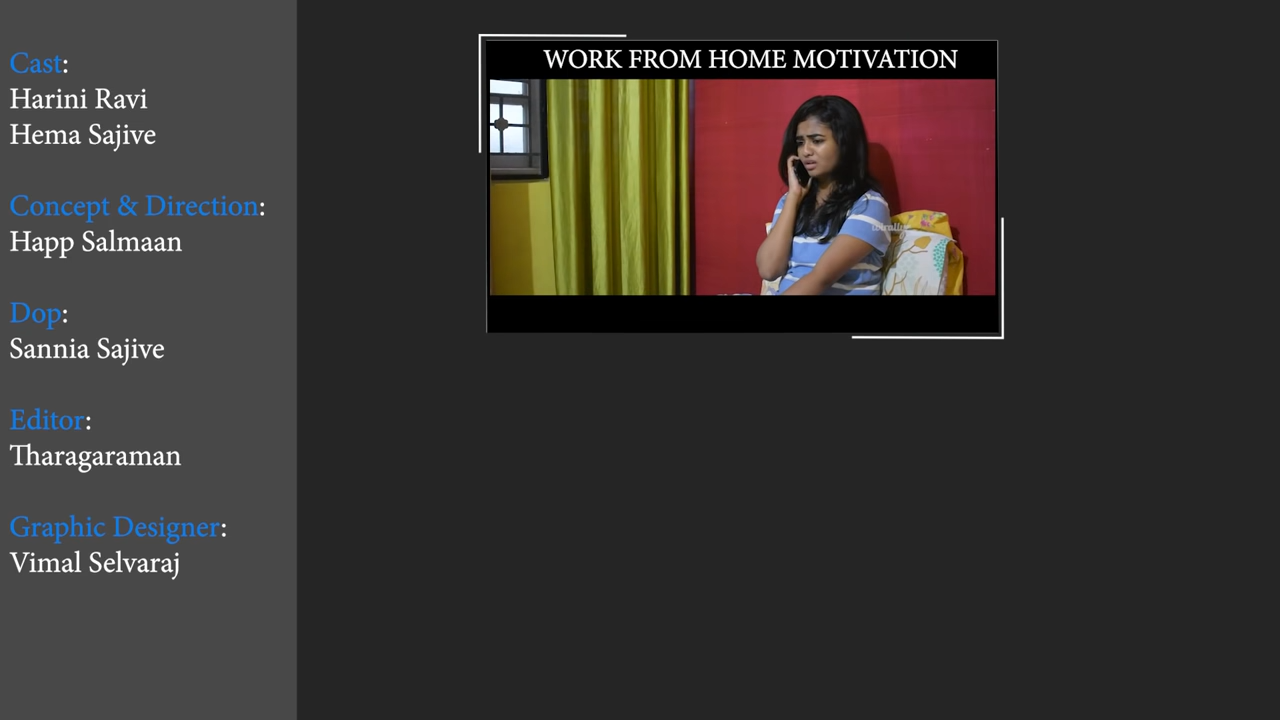 Cast:
Harini Ravi
Hema Sajive
Concept & Direction:
Happ Salmaan
Dop:
Sannia Sajive
Editor:
Tharagaraman
Graphic Designer:
Vimal Selvaraj
WORK FROM HOME MOTIVATION